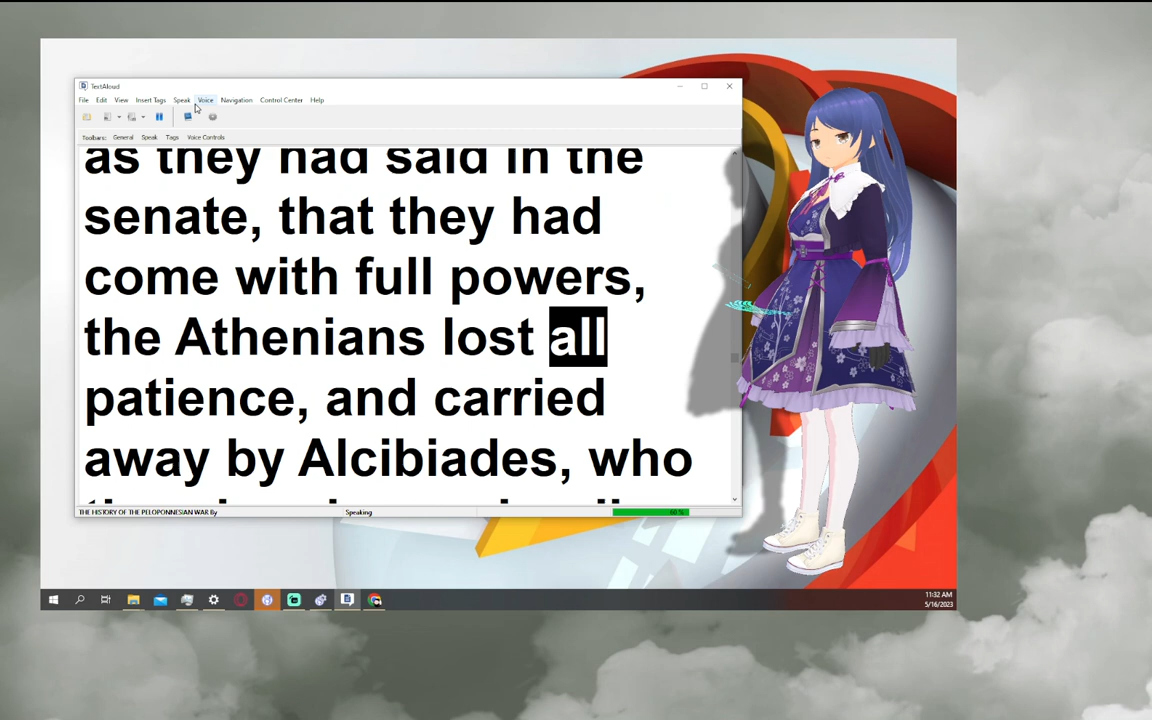 TextAloud
File Edit View Insert Tags Speak Voice Navigation Control Center Help
Toolbars: General Speak Tags Voice Controls
as they had said in the
senate, that they had
come with full powers,
the Athenians lost all
patience, and carried
away by Alcibiades, who
THE HISTORY OF THE PELOPONNESIAN WAR By Speaking 60 %
11:32 AM
5/16/2023